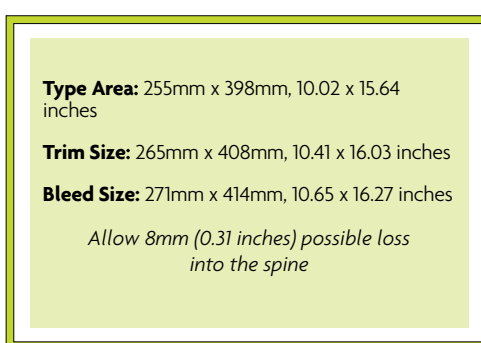 Type Area: 255mm x 398mm, 10.02 x 15.64
inches
Trim Size: 265mm x 408mm, 10.41 x 16.03 inches
Bleed Size: 271mm x 414mm, 10.65 x 16.27 inches
Allow 8mm (0.31 inches) possible loss
into the spine